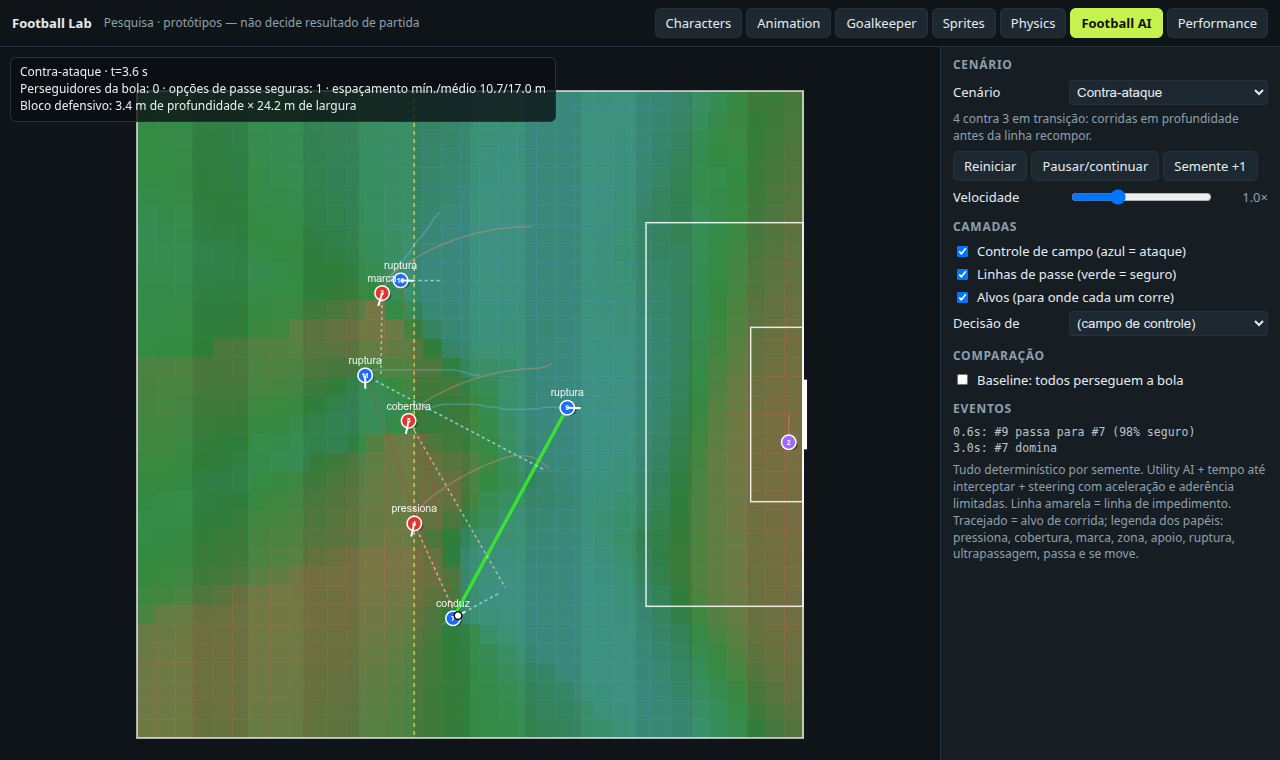 Football Lab
Pesquisa · protótipos — não decide resultado de partida
Characters
Animation
Goalkeeper
Sprites
Physics
Football AI
Performance
Contra-ataque · t=3.6 s
Perseguidores da bola: 0 · opções de passe seguras: 1 · espaçamento mín./médio 10.7/17.0 m
Bloco defensivo: 3.4 m de profundidade × 24.2 m de largura
ruptura
marca
ruptura
cobertura
ruptura
2
pressiona
conduz
CENÁRIO
Cenário
Contra-ataque
4 contra 3 em transição: corridas em profundidade
antes da linha recompor.
Reiniciar
Pausar/continuar
Semente +1
Velocidade
1.0×
CAMADAS
Controle de campo (azul = ataque)
Linhas de passe (verde = seguro)
Alvos (para onde cada um corre)
Decisão de
(campo de controle)
COMPARAÇÃO
Baseline: todos perseguem a bola
EVENTOS
0.6s: #9 passa para #7 (98% seguro)
3.0s: #7 domina
Tudo determinístico por semente. Utility AI + tempo até
interceptar + steering com aceleração e aderência
limitadas. Linha amarela = linha de impedimento.
Tracejado = alvo de corrida; legenda dos papéis:
pressiona, cobertura, marca, zona, apoio, ruptura,
ultrapassagem, passa e se move.